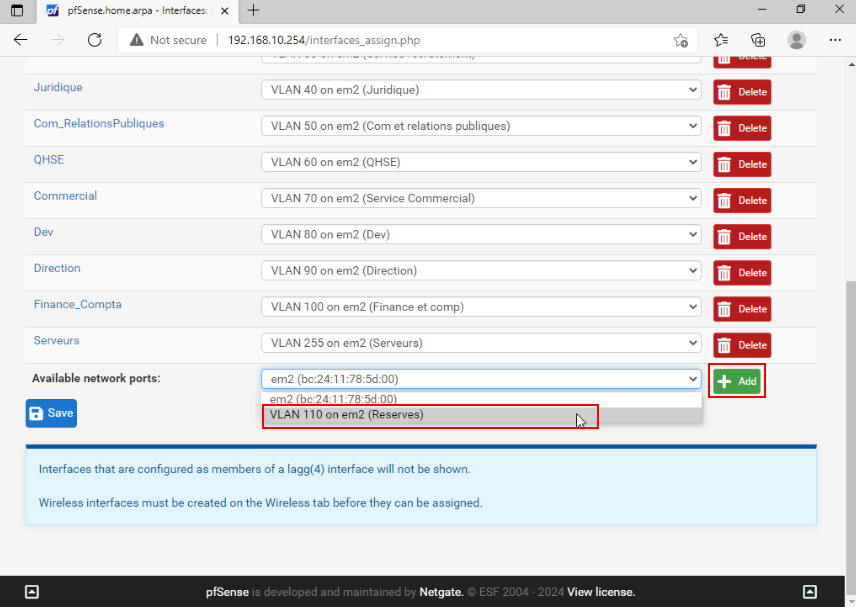 pfSense.home.arpa - Interfaces:
Not secure
192.168.10.254/interfaces_assign.php
Delete
Juridique
VLAN 40 on em2 (Juridique)
Delete
Com_RelationsPubliques
VLAN 50 on em2 (Com et relations publiques)
Delete
QHSE
VLAN 60 on em2 (QHSE)
Delete
Commercial
VLAN 70 on em2 (Service Commercial)
Delete
Dev
VLAN 80 on em2 (Dev)
Delete
Direction
VLAN 90 on em2 (Direction)
Delete
Finance_Compta
VLAN 100 on em2 (Finance et comp)
Delete
Serveurs
VLAN 255 on em2 (Serveurs)
Delete
Available network ports:
em2 (bc:24:11:78:5d:00)
Add
em2 (bc:24:11:78:5d:00)
Save
VLAN 110 on em2 (Reserves)
Interfaces that are configured as members of a lagg(4) interface will not be shown.
Wireless interfaces must be created on the Wireless tab before they can be assigned.
pfSense is developed and maintained by Netgate. © ESF 2004 - 2024 View license.